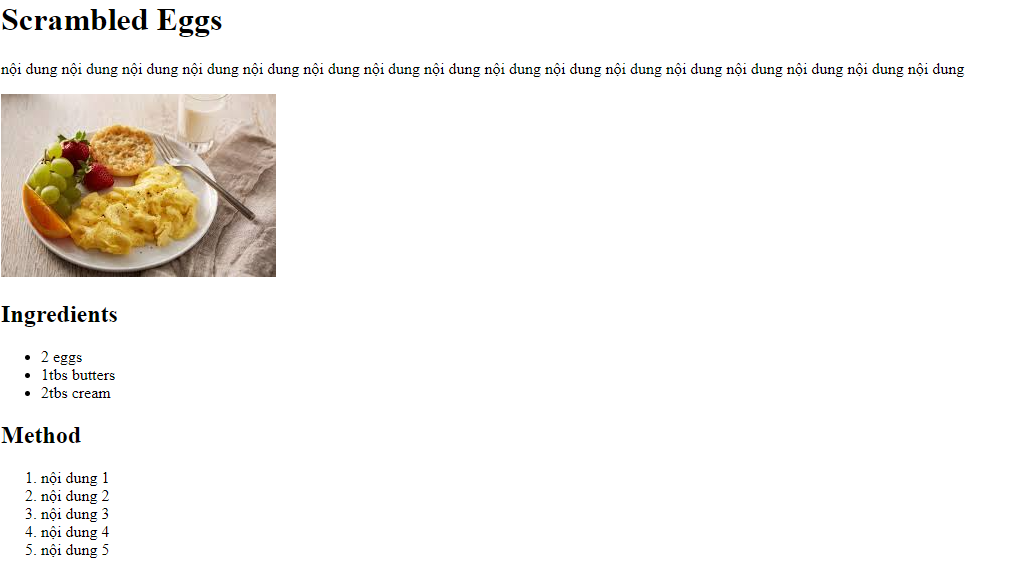 Scrambled Eggs
nội dung nội dung nội dung nội dung nội dung nội dung nội dung nội dung nội dung nội dung nội dung nội dung nội dung nội dung nội dung nội dung
Ingredients
• 2 eggs
• 1tbs butters
• 2tbs cream
Method
1. nội dung 1
2. nội dung 2
3. nội dung 3
4. nội dung 4
5. nội dung 5